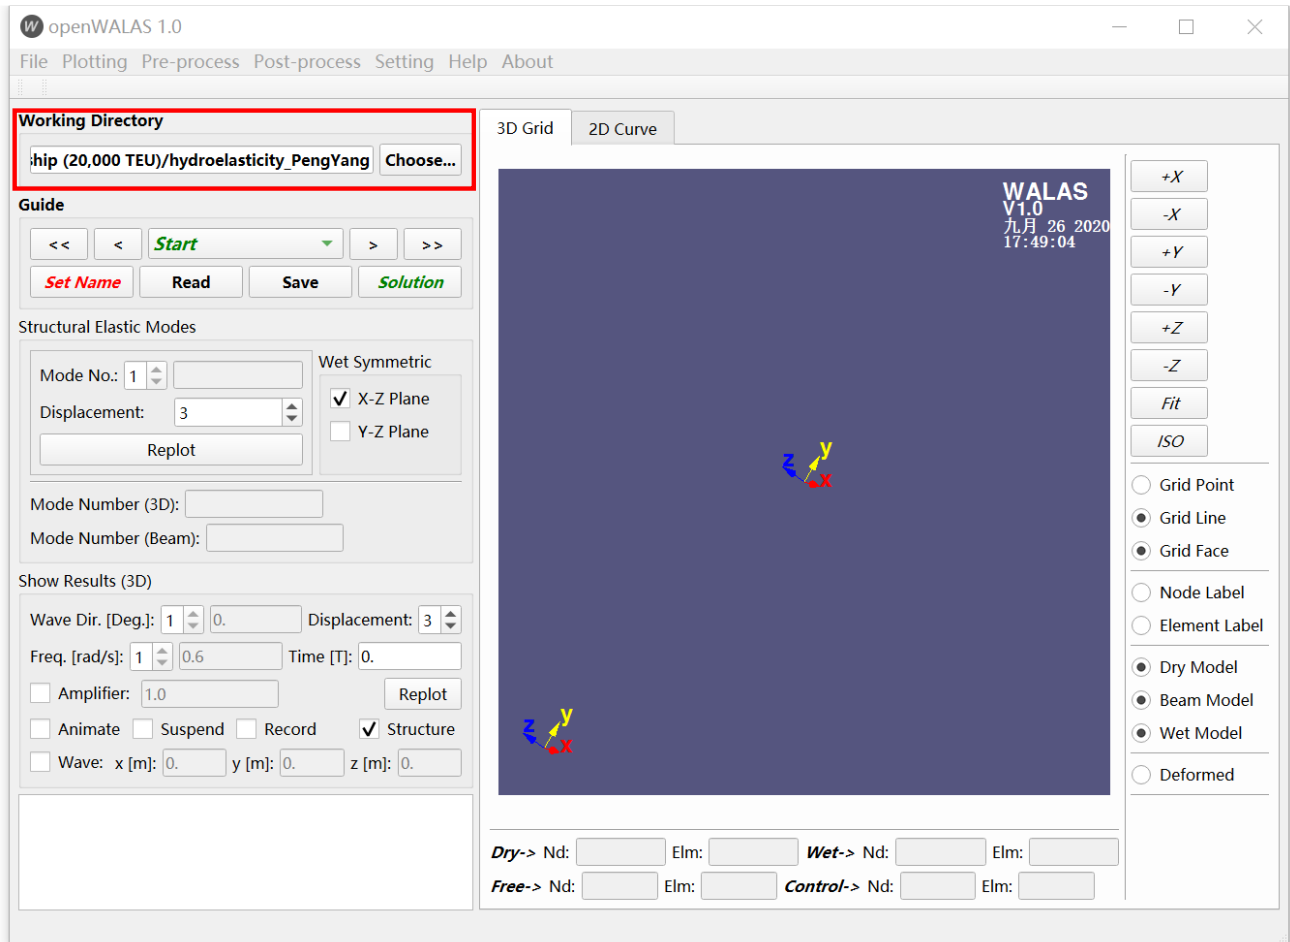 openWALAS 1.0
File Plotting Pre-process Post-process Setting Help About
Working Directory
ship (20,000 TEU)/hydroelasticity_PengYang Choose...
Guide
<< < Start > >>
Set Name Read Save Solution
Structural Elastic Modes
Mode No.: 1
Displacement: 3
Replot
Wet Symmetric
X-Z Plane
Y-Z Plane
Mode Number (3D):
Mode Number (Beam):
Show Results (3D)
Wave Dir. [Deg.]: 1 0. Displacement: 3
Freq. [rad/s]: 1 0.6 Time [T]: 0.
Amplifier: 1.0 Replot
Animate Suspend Record Structure
Wave: x [m]: 0. y [m]: 0. z [m]: 0.
3D Grid 2D Curve
WALAS
V1.0
九月 26 2020
17:49:04
z y x
z y x
Dry-> Nd: Elm: Wet-> Nd: Elm:
Free-> Nd: Elm: Control-> Nd: Elm:
+X
-X
+Y
-Y
+Z
-Z
Fit
ISO
Grid Point
Grid Line
Grid Face
Node Label
Element Label
Dry Model
Beam Model
Wet Model
Deformed